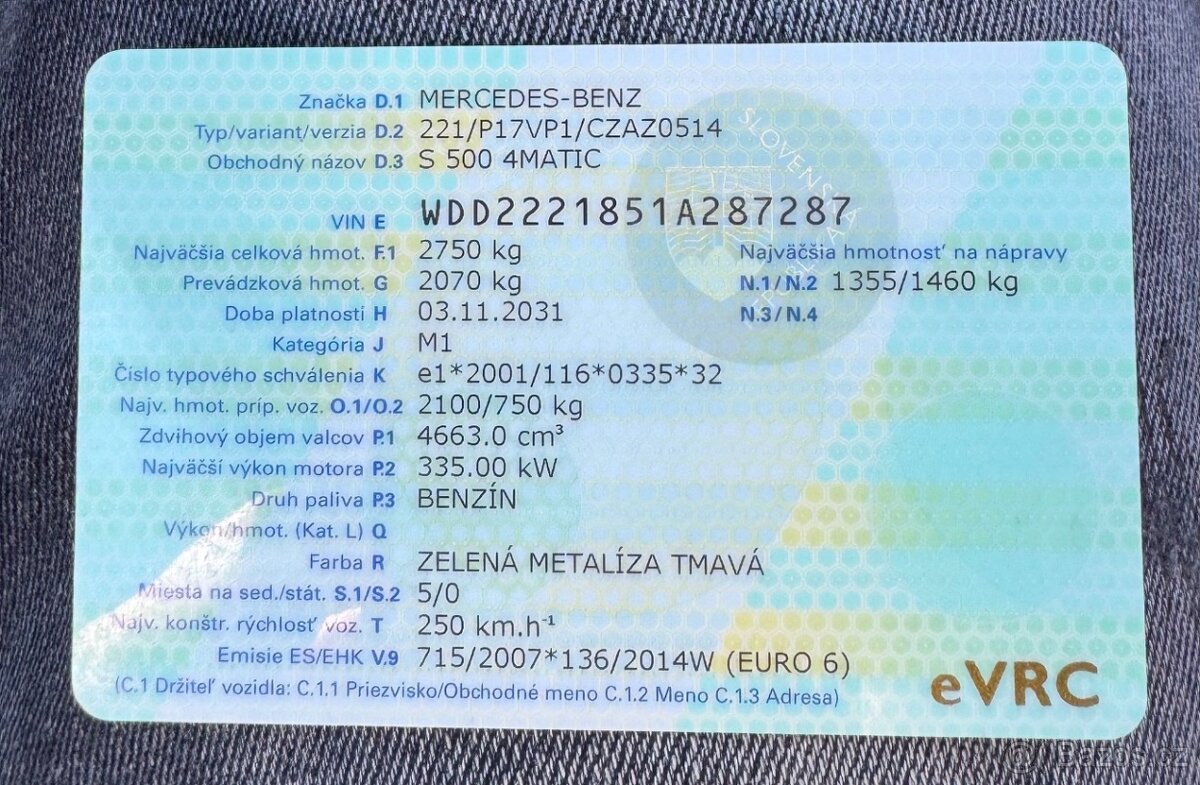 Značka D.1 MERCEDES-BENZ
Typ/variant/verzia D.2 221/P17VP1/CZAZ0514
Obchodný názov D.3 S 500 4MATIC
VIN E WDD2221851A287287
Najväčšia celková hmot. F.1 2750 kg Najväčšia hmotnosť na nápravy
Prevádzková hmot. G 2070 kg N.1/N.2 1355/1460 kg
Doba platnosti H 03.11.2031 N.3/N.4
Kategória J M1
Číslo typového schválenia K e1*2001/116*0335*32
Najv. hmot. príp. voz. O.1/O.2 2100/750 kg
Zdvihový objem valcov P.1 4663.0 cm³
Najväčší výkon motora P.2 335.00 kW
Druh paliva P.3 BENZÍN
Výkon/hmot. (Kat. L) Q
Farba R ZELENÁ METALÍZA TMAVÁ
Miesta na sed./stát. S.1/S.2 5/0
Najv. konštr. rýchlosť voz. T 250 km.h⁻¹
Emisie ES/EHK V.9 715/2007*136/2014W (EURO 6)
(C.1 Držiteľ vozidla: C.1.1 Priezvisko/Obchodné meno C.1.2 Meno C.1.3 Adresa)
eVRC
Bazos.cz